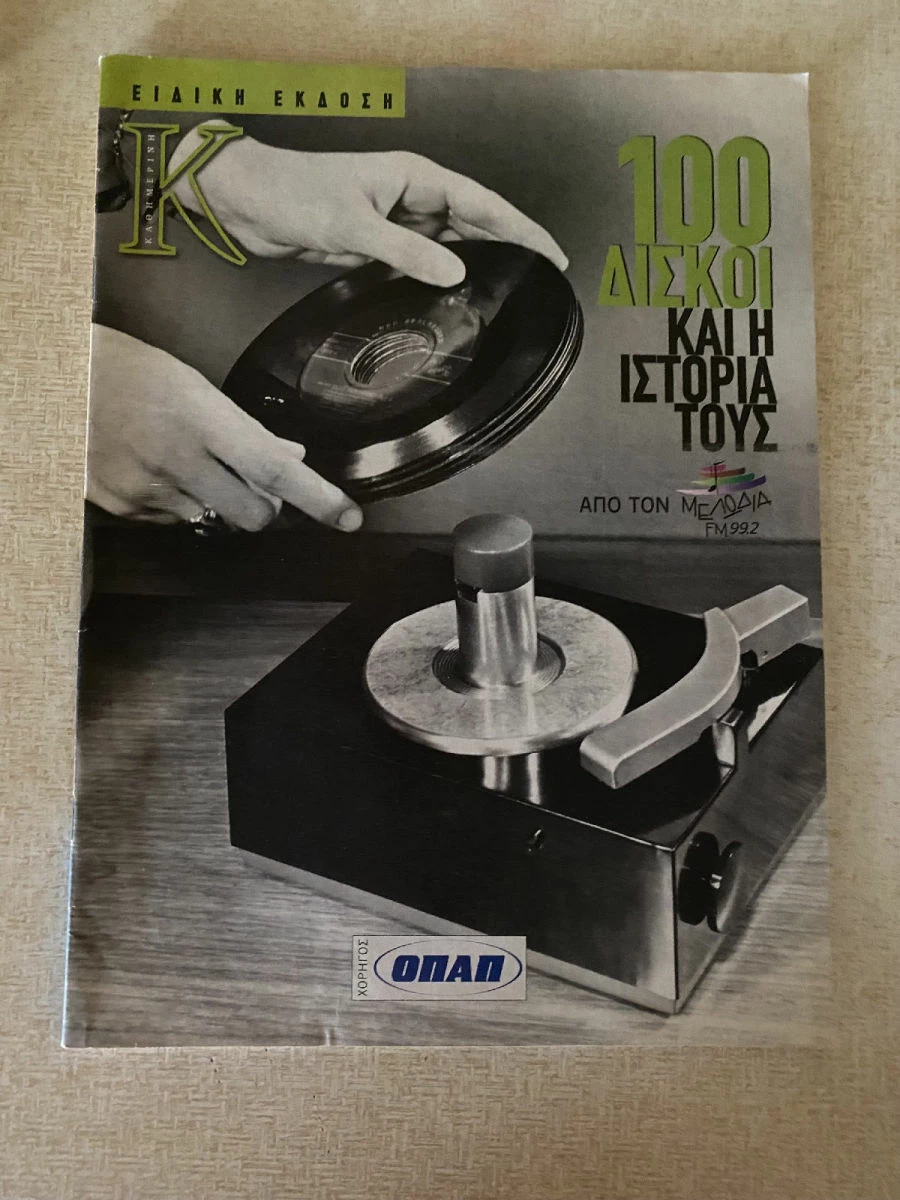 ΕΙΔΙΚΗ ΕΚΔΟΣΗ
Κ
ΚΑΘΗΜΕΡΙΝΗ
100
ΔΙΣΚΟΙ
ΚΑΙ Η
ΙΣΤΟΡΙΑ
ΤΟΥΣ
ΑΠΟ ΤΟΝ ΜΕΛΩΔΙΑ
FM 99.2
ΧΟΡΗΓΟΣ
ΟΠΑΠ